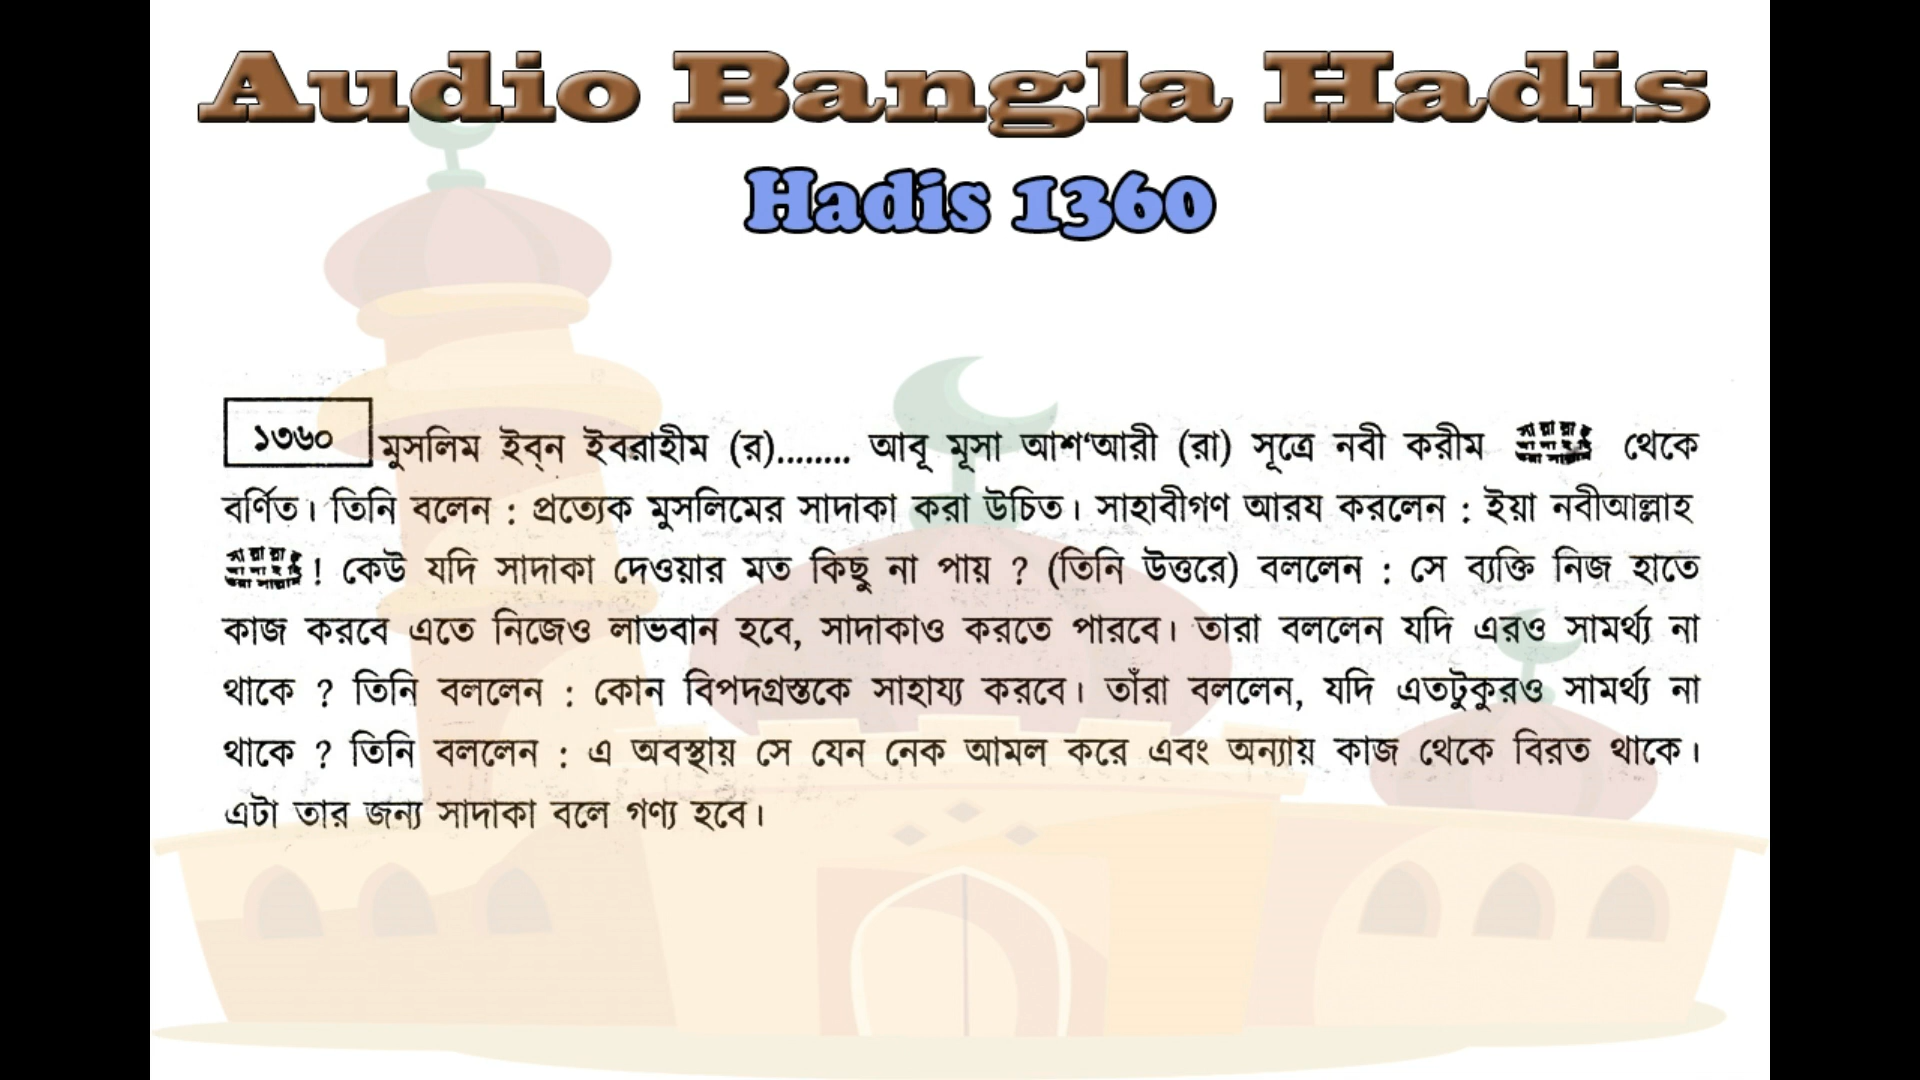 Audio Bangla Hadis
Hadis 1360
১৩৬০ মুসলিম ইব্‌ন ইবরাহীম (র)........ আবূ মূসা আশ‘আরী (রা) সূত্রে নবী করীম থেকে
বর্ণিত। তিনি বলেন : প্রত্যেক মুসলিমের সাদাকা করা উচিত। সাহাবীগণ আরয করলেন : ইয়া নবীআল্লাহ
! কেউ যদি সাদাকা দেওয়ার মত কিছু না পায় ? (তিনি উত্তরে) বললেন : সে ব্যক্তি নিজ হাতে
কাজ করবে এতে নিজেও লাভবান হবে, সাদাকাও করতে পারবে। তারা বললেন যদি এরও সামর্থ্য না
থাকে ? তিনি বললেন : কোন বিপদগ্রস্তকে সাহায্য করবে। তাঁরা বললেন, যদি এতটুকুরও সামর্থ্য না
থাকে ? তিনি বললেন : এ অবস্থায় সে যেন নেক আমল করে এবং অন্যায় কাজ থেকে বিরত থাকে।
এটা তার জন্য সাদাকা বলে গণ্য হবে।